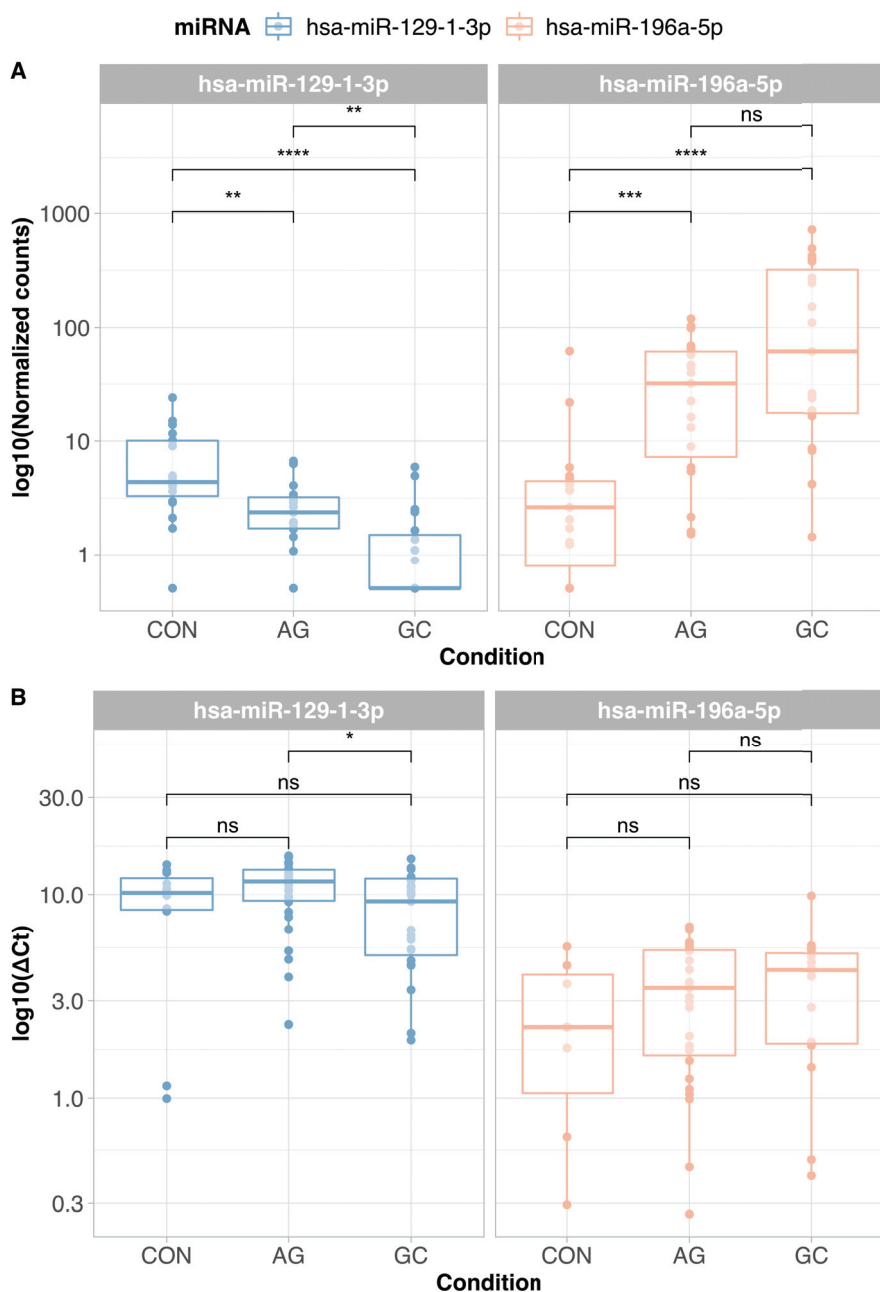 miRNA hsa-miR-129-1-3p hsa-miR-196a-5p
A
hsa-miR-129-1-3p hsa-miR-196a-5p
** ns
**** ****
** ***
log10(Normalized counts)
1000
100
10
1
CON AG GC CON AG GC
Condition
B
hsa-miR-129-1-3p hsa-miR-196a-5p
* ns
ns ns
ns ns
log10(ΔCt)
30.0
10.0
3.0
1.0
0.3
CON AG GC CON AG GC
Condition